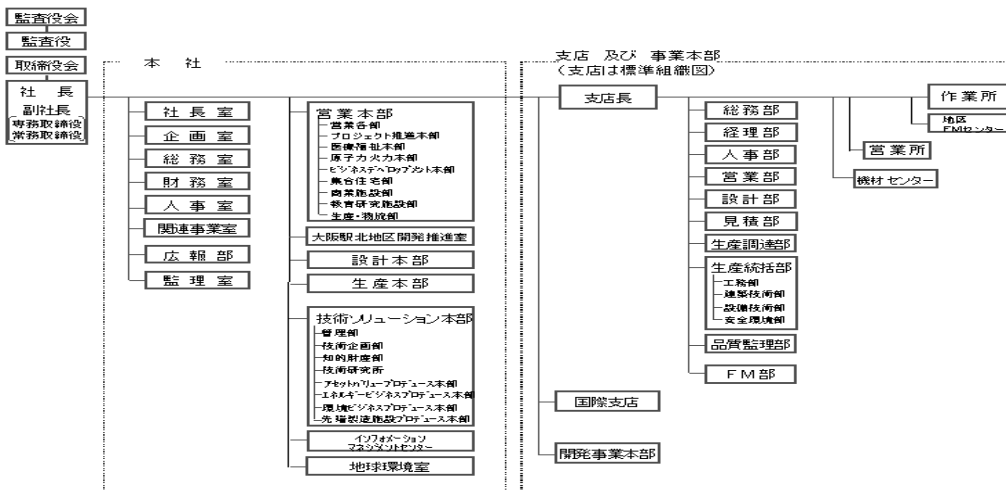 監査役会
監査役
取締役会
社 長
副社長
専務取締役
常務取締役
本 社
社 長 室
企 画 室
総 務 室
財 務 室
人 事 室
関連事業室
広 報 部
監 理 室
営 業 本 部
営業各部
プロジェクト推進本部
医療福祉本部
原子力火力本部
ビジネスデベロップメント本部
集合住宅部
商業施設部
教育研究施設部
生産・物流部
大阪駅北地区開発推進室
設 計 本 部
生 産 本 部
技術ソリューション本部
管理部
技術企画部
知的財産部
技術研究所
アセットバリュープロデュース本部
エネルギービジネスプロデュース本部
環境ビジネスプロデュース本部
先端製造施設プロデュース本部
インフォメーション
マネジメントセンター
地球環境室
支店 及び 事業本部
(支店は標準組織図)
支店長
国際支店
開発事業本部
総 務 部
経 理 部
人 事 部
営 業 部
設 計 部
見 積 部
生産調達部
生産統括部
工務部
建築技術部
設備技術部
安全環境部
品質監理部
FM部
作 業 所
地区
FMセンター
営 業 所
機材センター